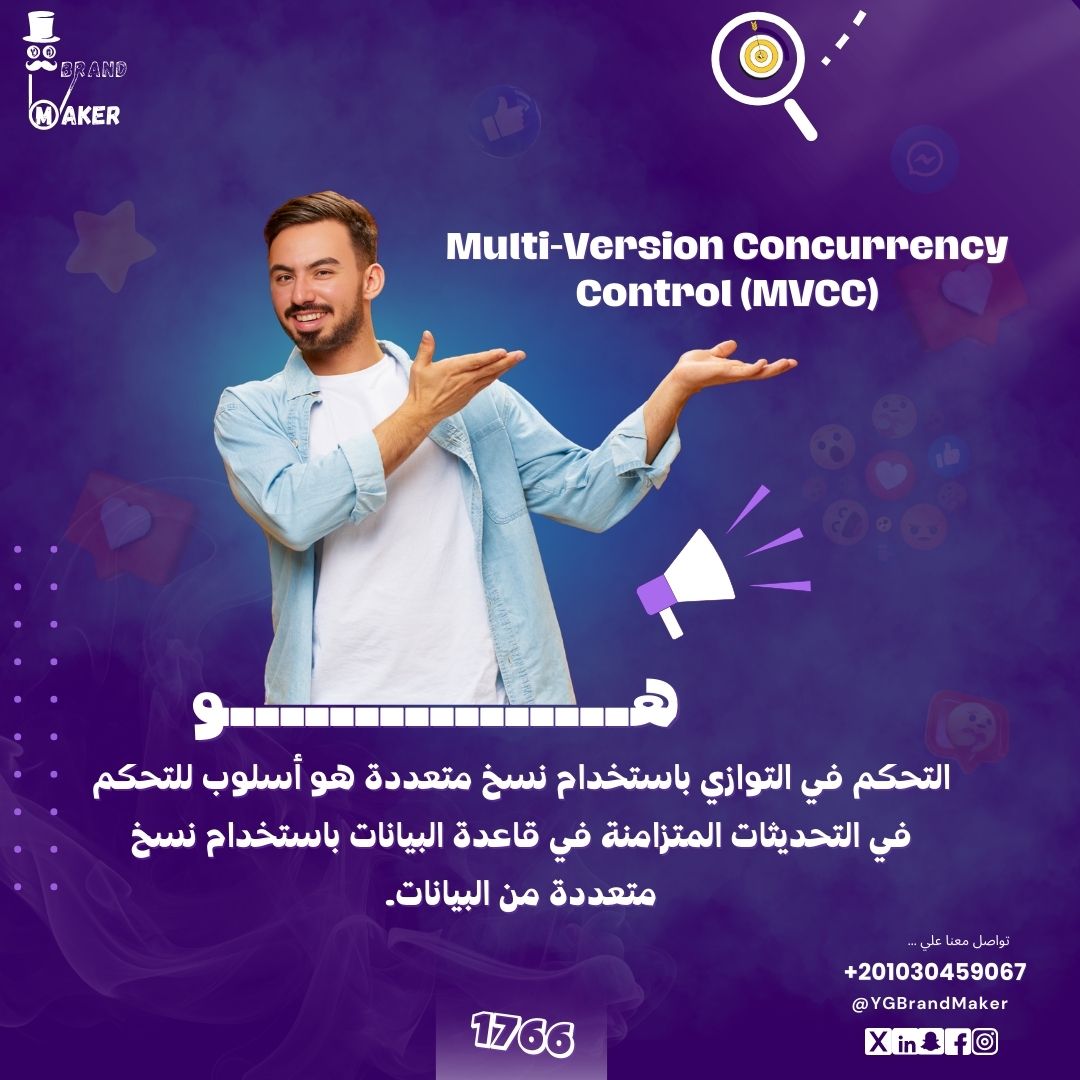 BRAND
MAKER
Multi-Version Concurrency
Control (MVCC)
هـــــــــــــــــو
التحكم في التوازي باستخدام نسخ متعددة هو أسلوب للتحكم
في التحديثات المتزامنة في قاعدة البيانات باستخدام نسخ
متعددة من البيانات.
تواصل معنا علي ...
+201030459067
@YGBrandMaker
1766